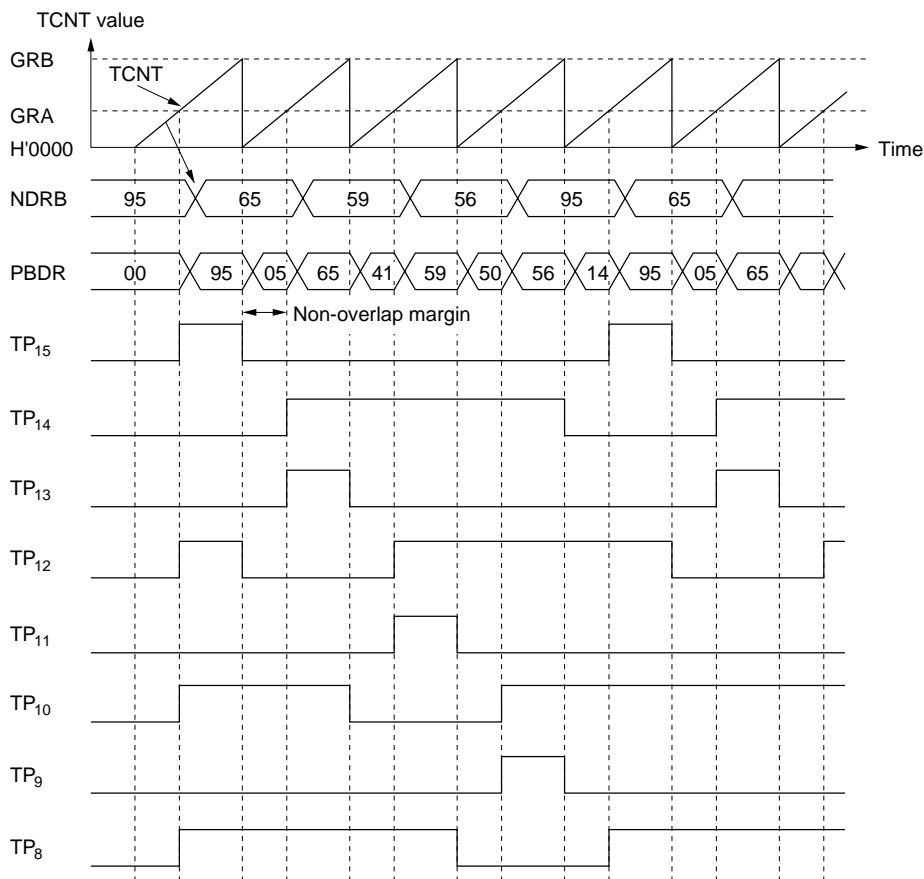 TCNT value
GRB
TCNT
GRA
H'0000
Time
NDRB 95 65 59 56 95 65
PBDR 00 95 05 65 41 59 50 56 14 95 05 65
Non-overlap margin
TP15
TP14
TP13
TP12
TP11
TP10
TP9
TP8